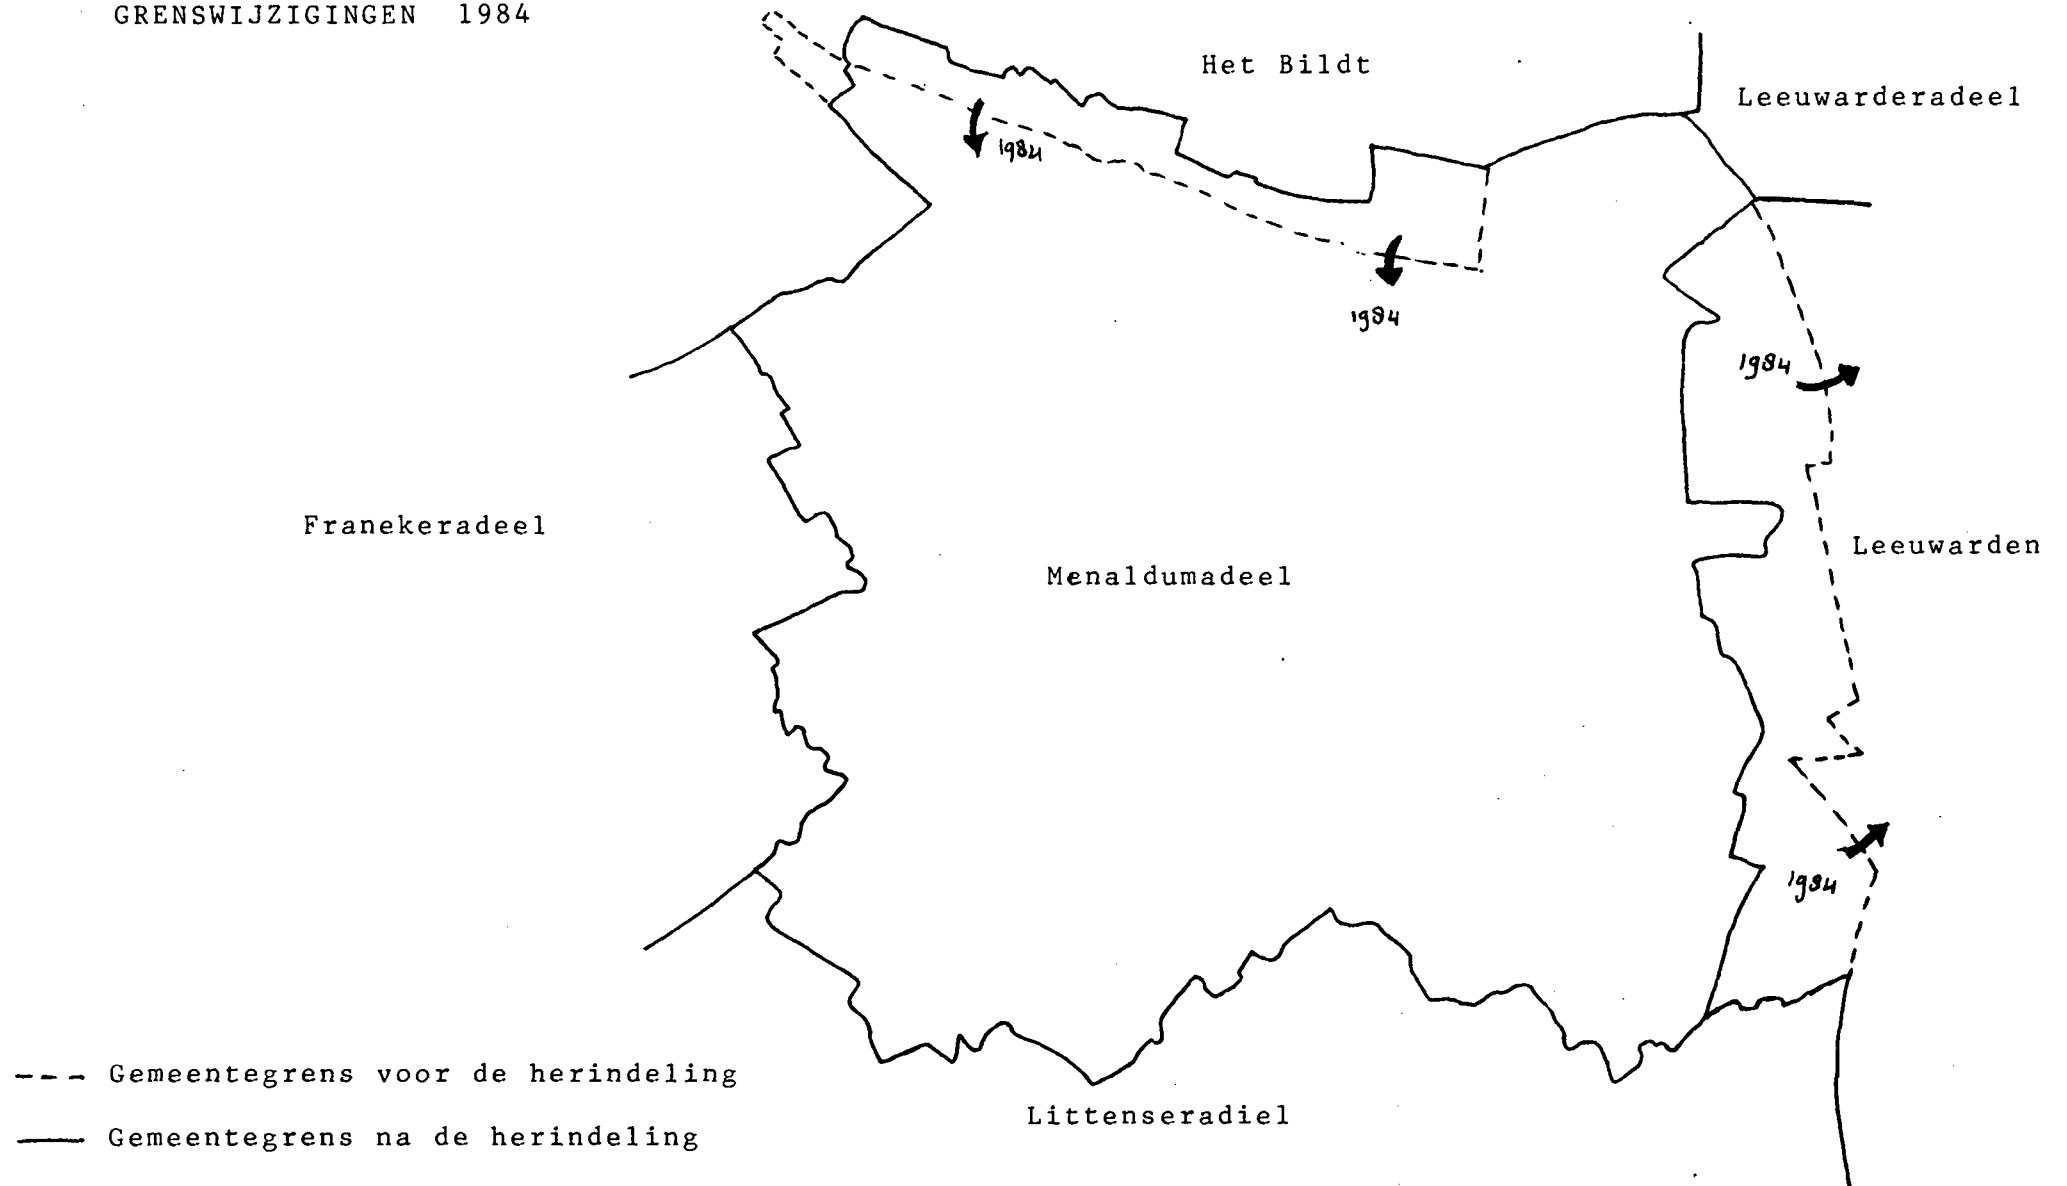 GRENSWIJZIGINGEN 1984
Het Bildt
Leeuwarderadeel
1984
1984
1984
Franekeradeel
Leeuwarden
Menaldumadeel
1984
Gemeentegrens voor de herindeling
Littenseradiel
Gemeentegrens na de herindeling